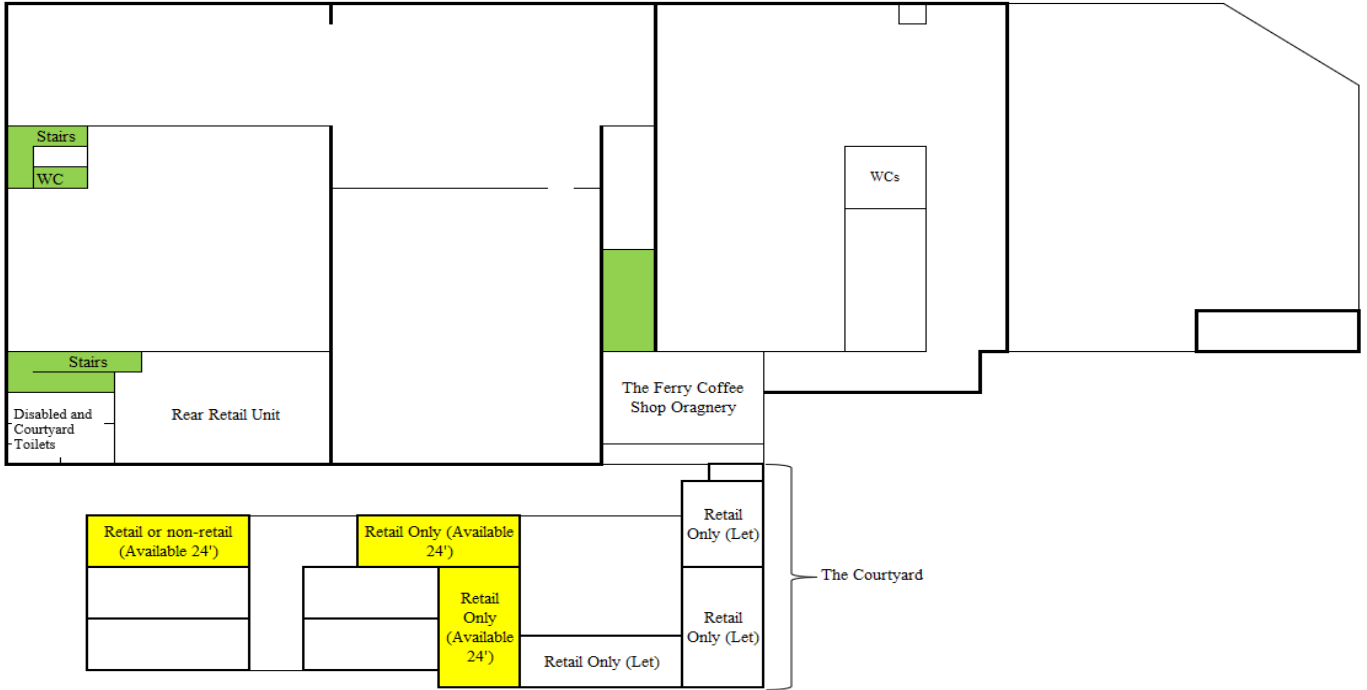 Stairs
WC
WCs
Stairs
The Ferry Coffee
Shop Oragnery
Disabled and
Courtyard
Toilets
Rear Retail Unit
Retail or non-retail
(Available 24')
Retail Only (Available
24')
Retail
Only (Let)
The Courtyard
Retail
Only
(Available
24')
Retail
Only (Let)
Retail Only (Let)